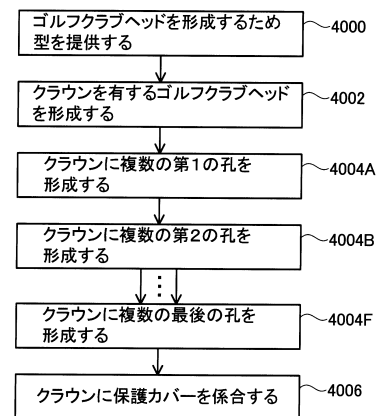 ゴルフクラブヘッドを形成するため
型を提供する
4000
クラウンを有するゴルフクラブヘッド
を形成する
4002
クラウンに複数の第1の孔を
形成する
4004A
クラウンに複数の第2の孔を
形成する
4004B
クラウンに複数の最後の孔を
形成する
4004F
クラウンに保護カバーを係合する
4006